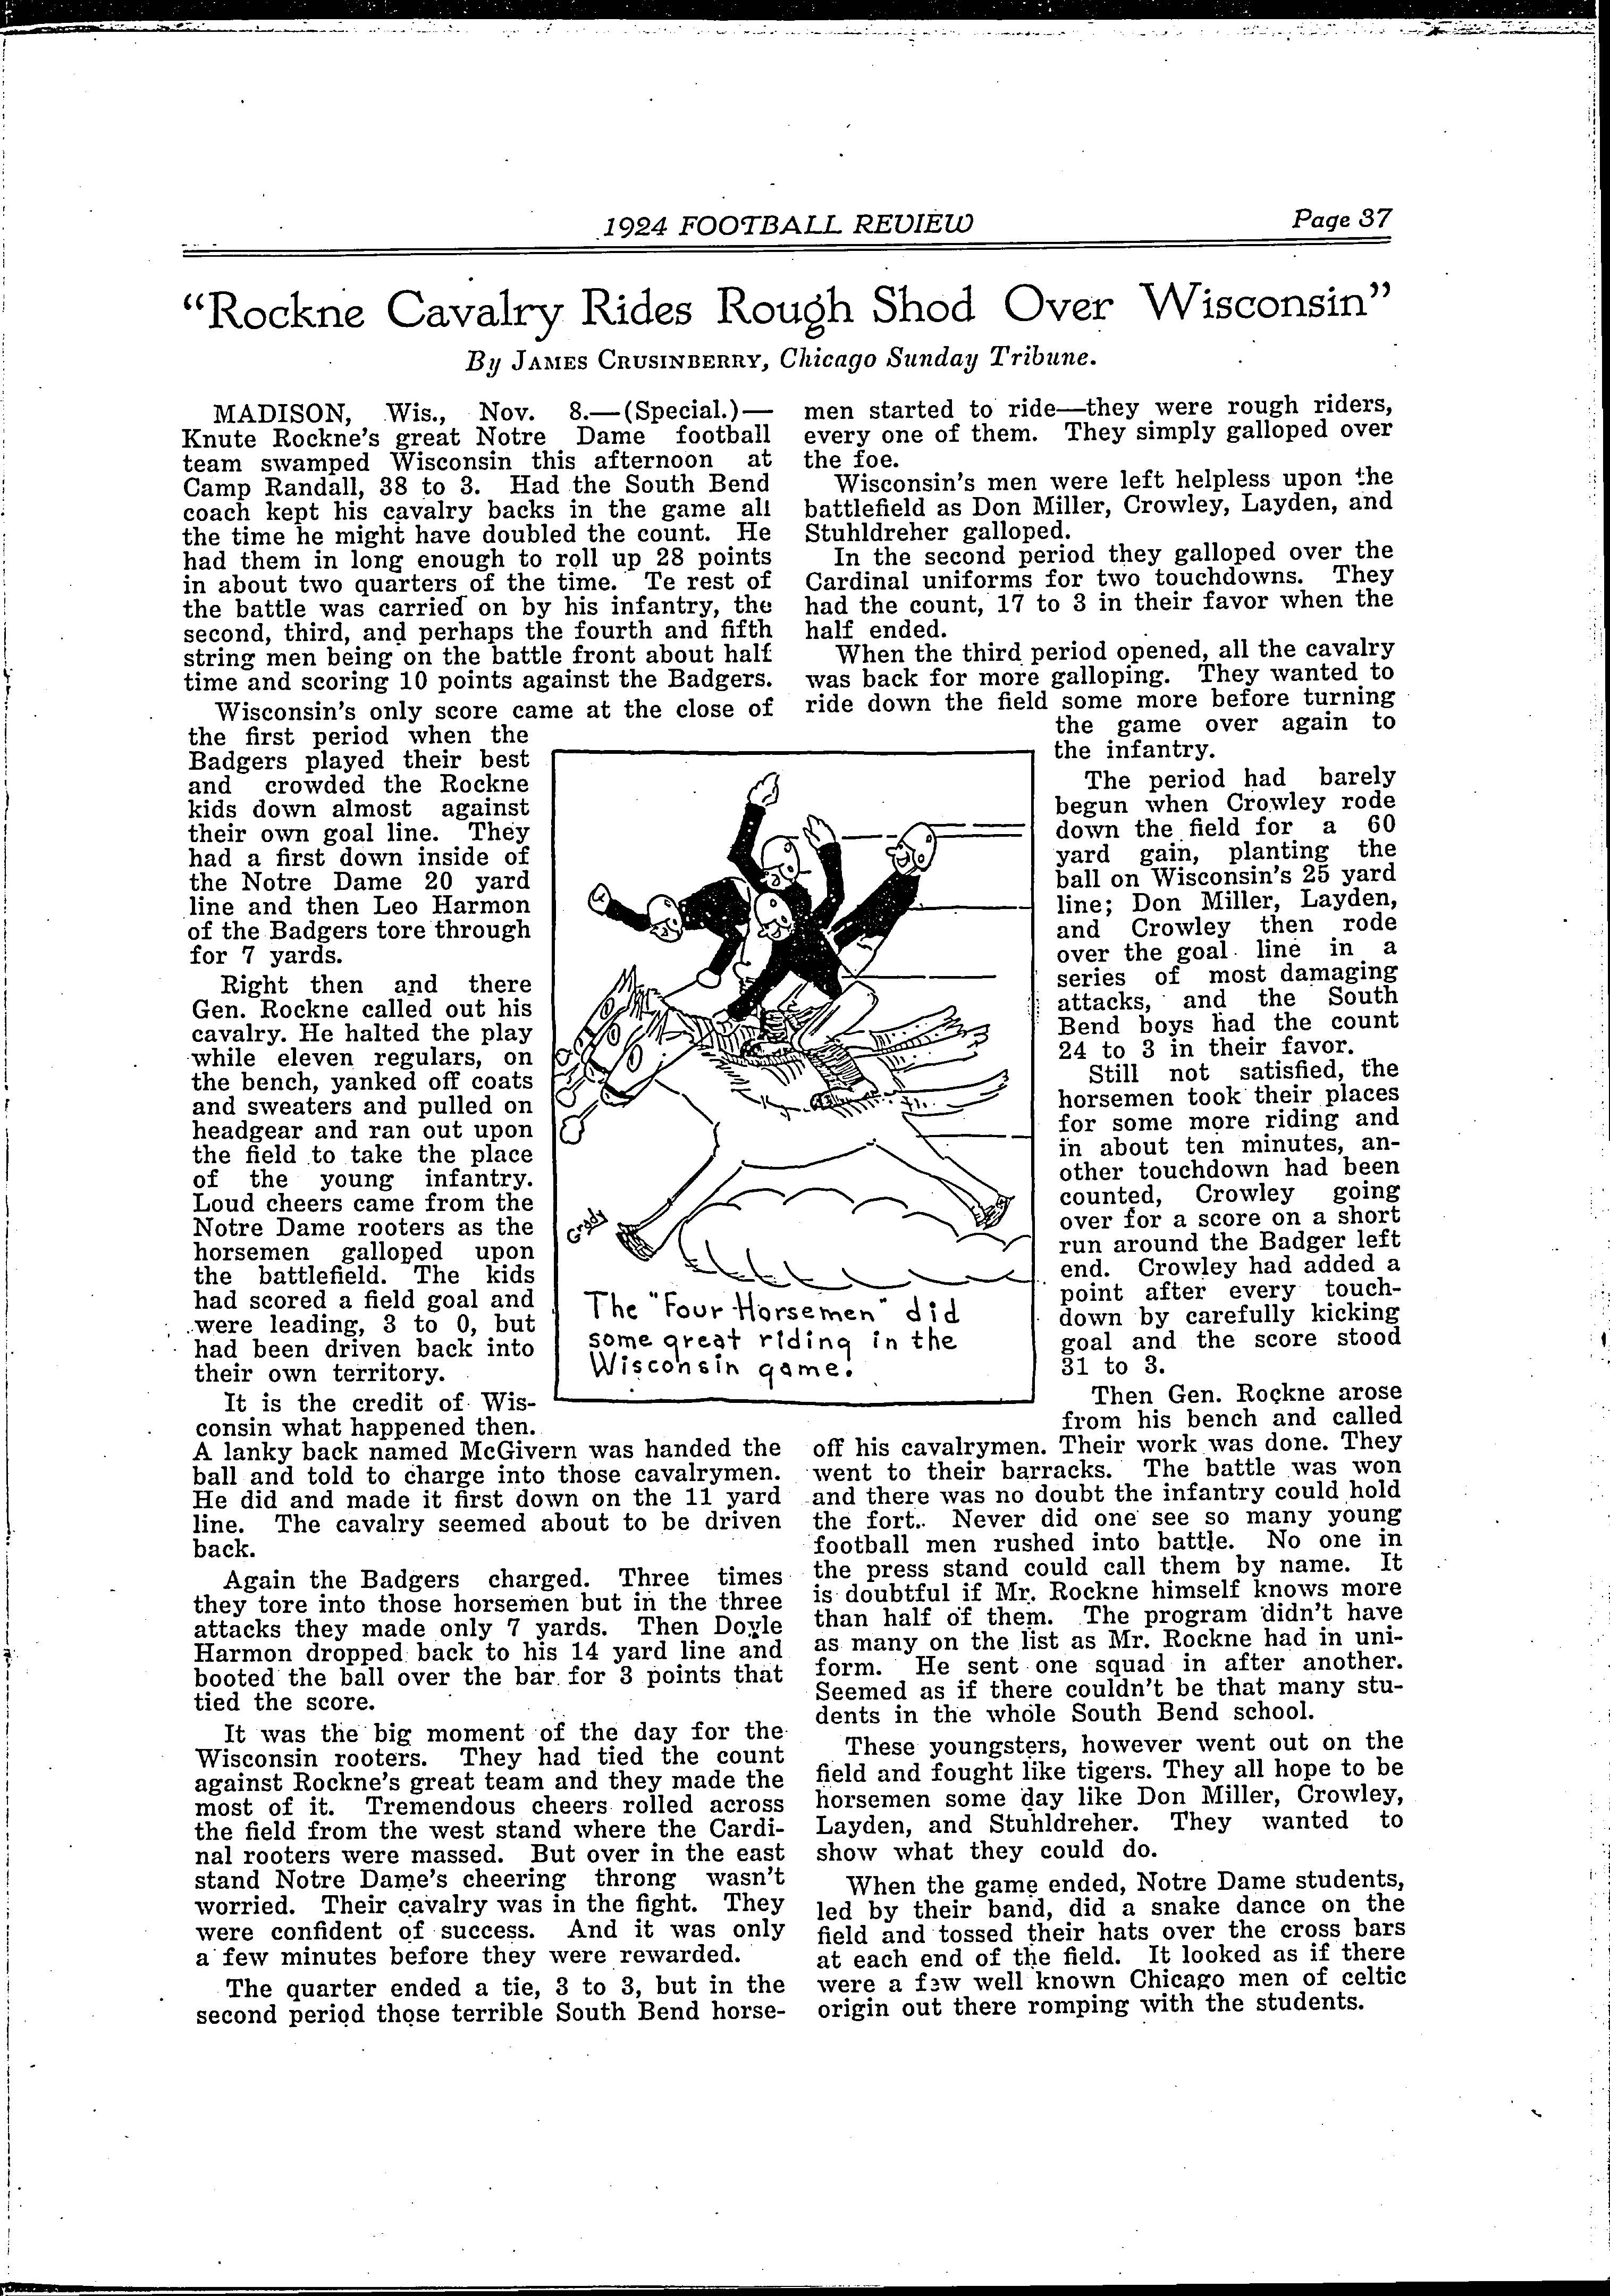 1924 FOOTBALL REVIEW
Page 37
"Rockne Cavalry Rides Rough Shod Over Wisconsin"
By JAMES CRUSINBERRY, Chicago Sunday Tribune.
MADISON, Wis., Nov. 8.—(Special.)—
Knute Rockne's great Notre Dame football
team swamped Wisconsin this afternoon at
Camp Randall, 38 to 3. Had the South Bend
coach kept his cavalry backs in the game all
the time he might have doubled the count. He
had them in long enough to roll up 28 points
in about two quarters of the time. Te rest of
the battle was carried on by his infantry, the
second, third, and perhaps the fourth and fifth
string men being on the battle front about half
time and scoring 10 points against the Badgers.
Wisconsin's only score came at the close of
the first period when the
Badgers played their best
and crowded the Rockne
kids down almost against
their own goal line. They
had a first down inside of
the Notre Dame 20 yard
line and then Leo Harmon
of the Badgers tore through
for 7 yards.
Right then and there
Gen. Rockne called out his
cavalry. He halted the play
while eleven regulars, on
the bench, yanked off coats
and sweaters and pulled on
headgear and ran out upon
the field to take the place
of the young infantry.
Loud cheers came from the
Notre Dame rooters as the
horsemen galloped upon
the battlefield. The kids
had scored a field goal and
were leading, 3 to 0, but
had been driven back into
their own territory.
It is the credit of Wis-
consin what happened then.
A lanky back named McGivern was handed the
ball and told to charge into those cavalrymen.
He did and made it first down on the 11 yard
line. The cavalry seemed about to be driven
back.
Again the Badgers charged. Three times
they tore into those horsemen but in the three
attacks they made only 7 yards. Then Doyle
Harmon dropped back to his 14 yard line and
booted the ball over the bar for 3 points that
tied the score.
It was the big moment of the day for the
Wisconsin rooters. They had tied the count
against Rockne's great team and they made the
most of it. Tremendous cheers rolled across
the field from the west stand where the Cardi-
nal rooters were massed. But over in the east
stand Notre Dame's cheering throng wasn't
worried. Their cavalry was in the fight. They
were confident of success. And it was only
a few minutes before they were rewarded.
The quarter ended a tie, 3 to 3, but in the
second period those terrible South Bend horse-
men started to ride—they were rough riders,
every one of them. They simply galloped over
the foe.
Wisconsin's men were left helpless upon the
battlefield as Don Miller, Crowley, Layden, and
Stuhldreher galloped.
In the second period they galloped over the
Cardinal uniforms for two touchdowns. They
had the count, 17 to 3 in their favor when the
half ended.
When the third period opened, all the cavalry
was back for more galloping. They wanted to
ride down the field some more before turning
the game over again to
the infantry.
The period had barely
begun when Crowley rode
down the field for a 60
yard gain, planting the
ball on Wisconsin's 25 yard
line; Don Miller, Layden,
and Crowley then rode
over the goal line in a
series of most damaging
attacks, and the South
Bend boys had the count
24 to 3 in their favor.
Still not satisfied, the
horsemen took their places
for some more riding and
in about ten minutes, an-
other touchdown had been
counted, Crowley going
over for a score on a short
run around the Badger left
end. Crowley had added a
point after every touch-
down by carefully kicking
goal and the score stood
31 to 3.
Then Gen. Rockne arose
from his bench and called
off his cavalrymen. Their work was done. They
went to their barracks. The battle was won
and there was no doubt the infantry could hold
the fort. Never did one see so many young
football men rushed into battle. No one in
the press stand could call them by name. It
is doubtful if Mr. Rockne himself knows more
than half of them. The program didn't have
as many on the list as Mr. Rockne had in uni-
form. He sent one squad in after another.
Seemed as if there couldn't be that many stu-
dents in the whole South Bend school.
These youngsters, however went out on the
field and fought like tigers. They all hope to be
horsemen some day like Don Miller, Crowley,
Layden, and Stuhldreher. They wanted to
show what they could do.
When the game ended, Notre Dame students,
led by their band, did a snake dance on the
field and tossed their hats over the cross bars
at each end of the field. It looked as if there
were a few well known Chicago men of celtic
origin out there romping with the students.
Grady
The "Four Horsemen" did
some great riding in the
Wisconsin game.